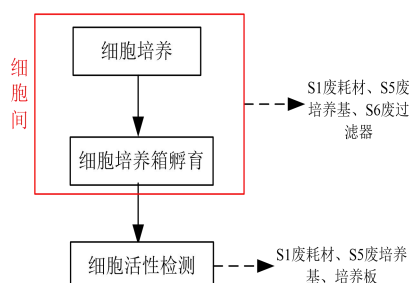 细胞培养
细
胞
间
S1废耗材、S5废
培养基、S6废过
滤器
细胞培养箱孵育
细胞活性检测
S1废耗材、S5废培养
基、培养板